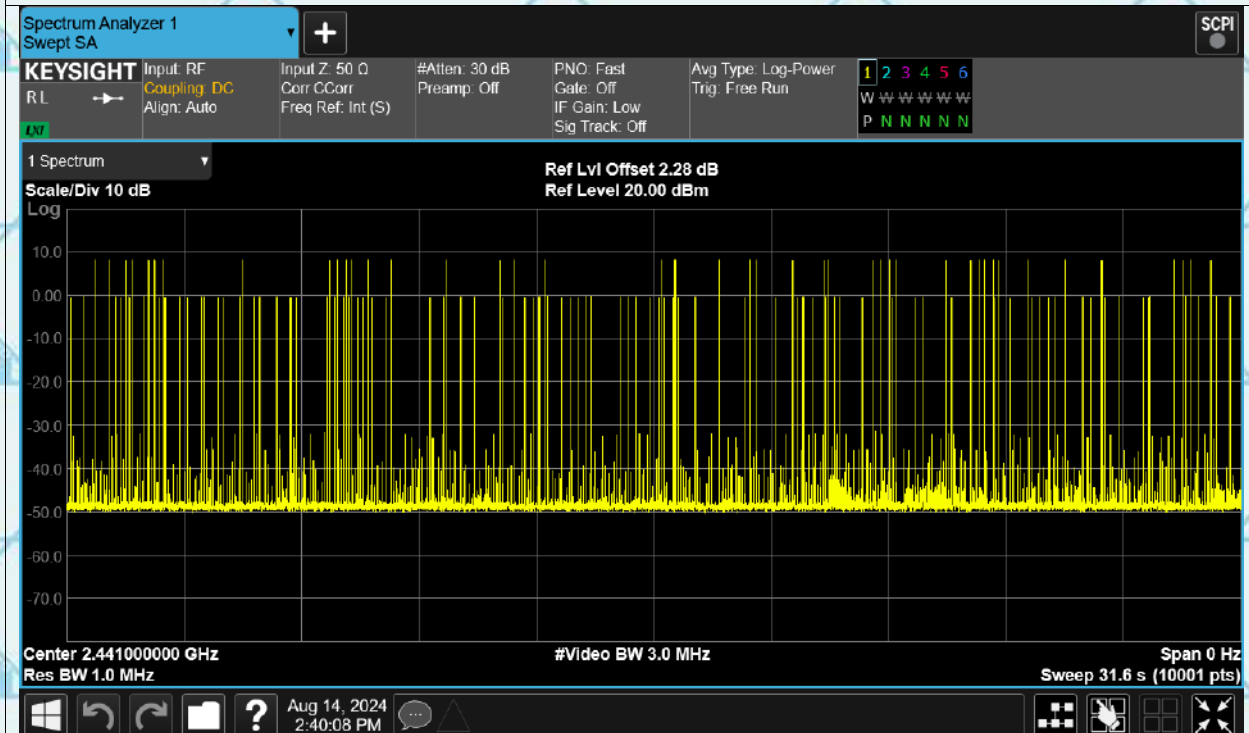 Spectrum Analyzer 1
Swept SA
+
SCPI
KEYSIGHT
RL
LXI
Input: RF
Coupling: DC
Align: Auto
Input Z: 50 Ω
Corr CCorr
Freq Ref: Int (S)
#Atten: 30 dB
Preamp: Off
PNO: Fast
Gate: Off
IF Gain: Low
Sig Track: Off
Avg Type: Log-Power
Trig: Free Run
1 2 3 4 5 6
W W W W W W
P N N N N N
1 Spectrum
Scale/Div 10 dB
Ref Lvl Offset 2.28 dB
Ref Level 20.00 dBm
Log
10.0
0.00
-10.0
-20.0
-30.0
-40.0
-50.0
-60.0
-70.0
Center 2.441000000 GHz
#Video BW 3.0 MHz
Span 0 Hz
Res BW 1.0 MHz
Sweep 31.6 s (10001 pts)
?
Aug 14, 2024
2:40:08 PM